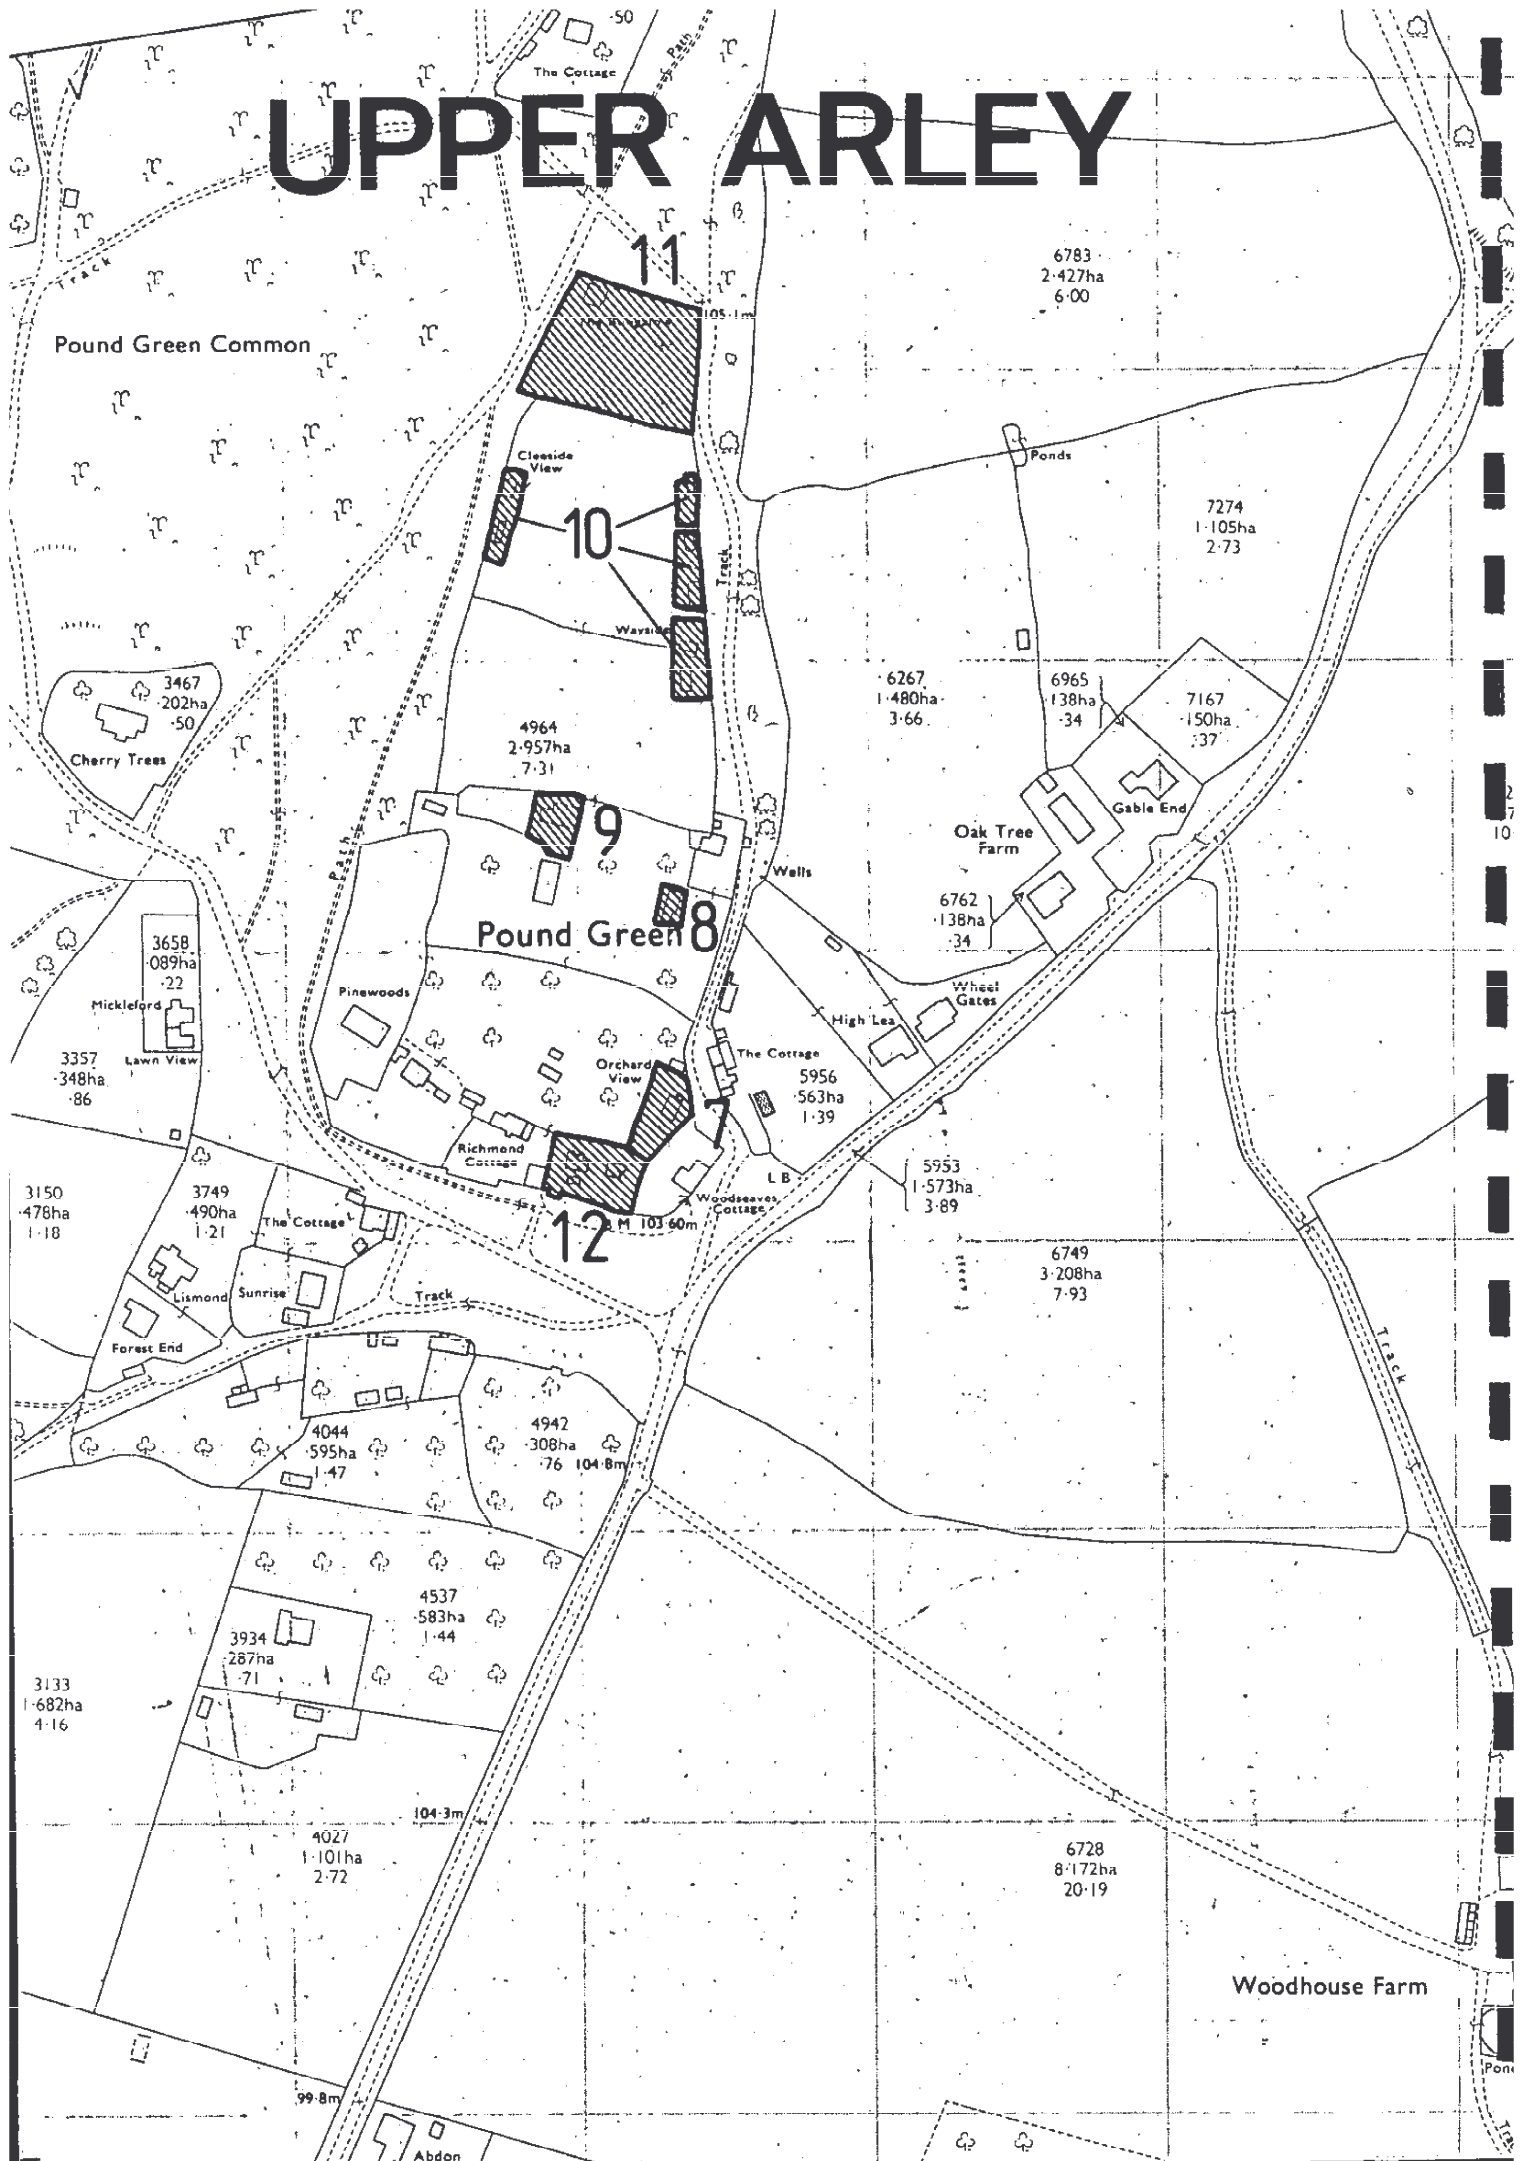 ·50
Path
The Cottage
UPPER ARLEY
Track
11
6783
2·427ha
6·00
105·1m
Pound Green Common
Cleeside
View
Ponds
10
7274
1·105ha
2·73
Track
Wayside
3467
·202ha
·50
Cherry Trees
6267
1·480ha
3·66
6965
·138ha
·34
7167
·150ha
·37
4964
2·957ha
7·31
Gable End
9
Oak Tree
Farm
10
Path
Wells
6762
·138ha
·34
8
Pound Green
3658
·089ha
·22
Mickleford
Lawn View
Pinewoods
Wheel
Gates
High Lea
3357
·348ha
·86
Orchard
View
The Cottage
5956
·563ha
1·39
7
Richmond
Cottage
L B
5953
1·573ha
3·89
3150
·478ha
1·18
3749
·490ha
1·21
The Cottage
Woodseaves
Cottage
M 103·60m
12
6749
3·208ha
7·93
Lismond
Sunrise
Track
Forest End
Track
4044
·595ha
1·47
4942
·308ha
·76
104·8m
4537
·583ha
1·44
3934
·287ha
·71
3133
1·682ha
4·16
104·3m
4027
1·101ha
2·72
6728
8·172ha
20·19
Woodhouse Farm
99·8m
Abdon